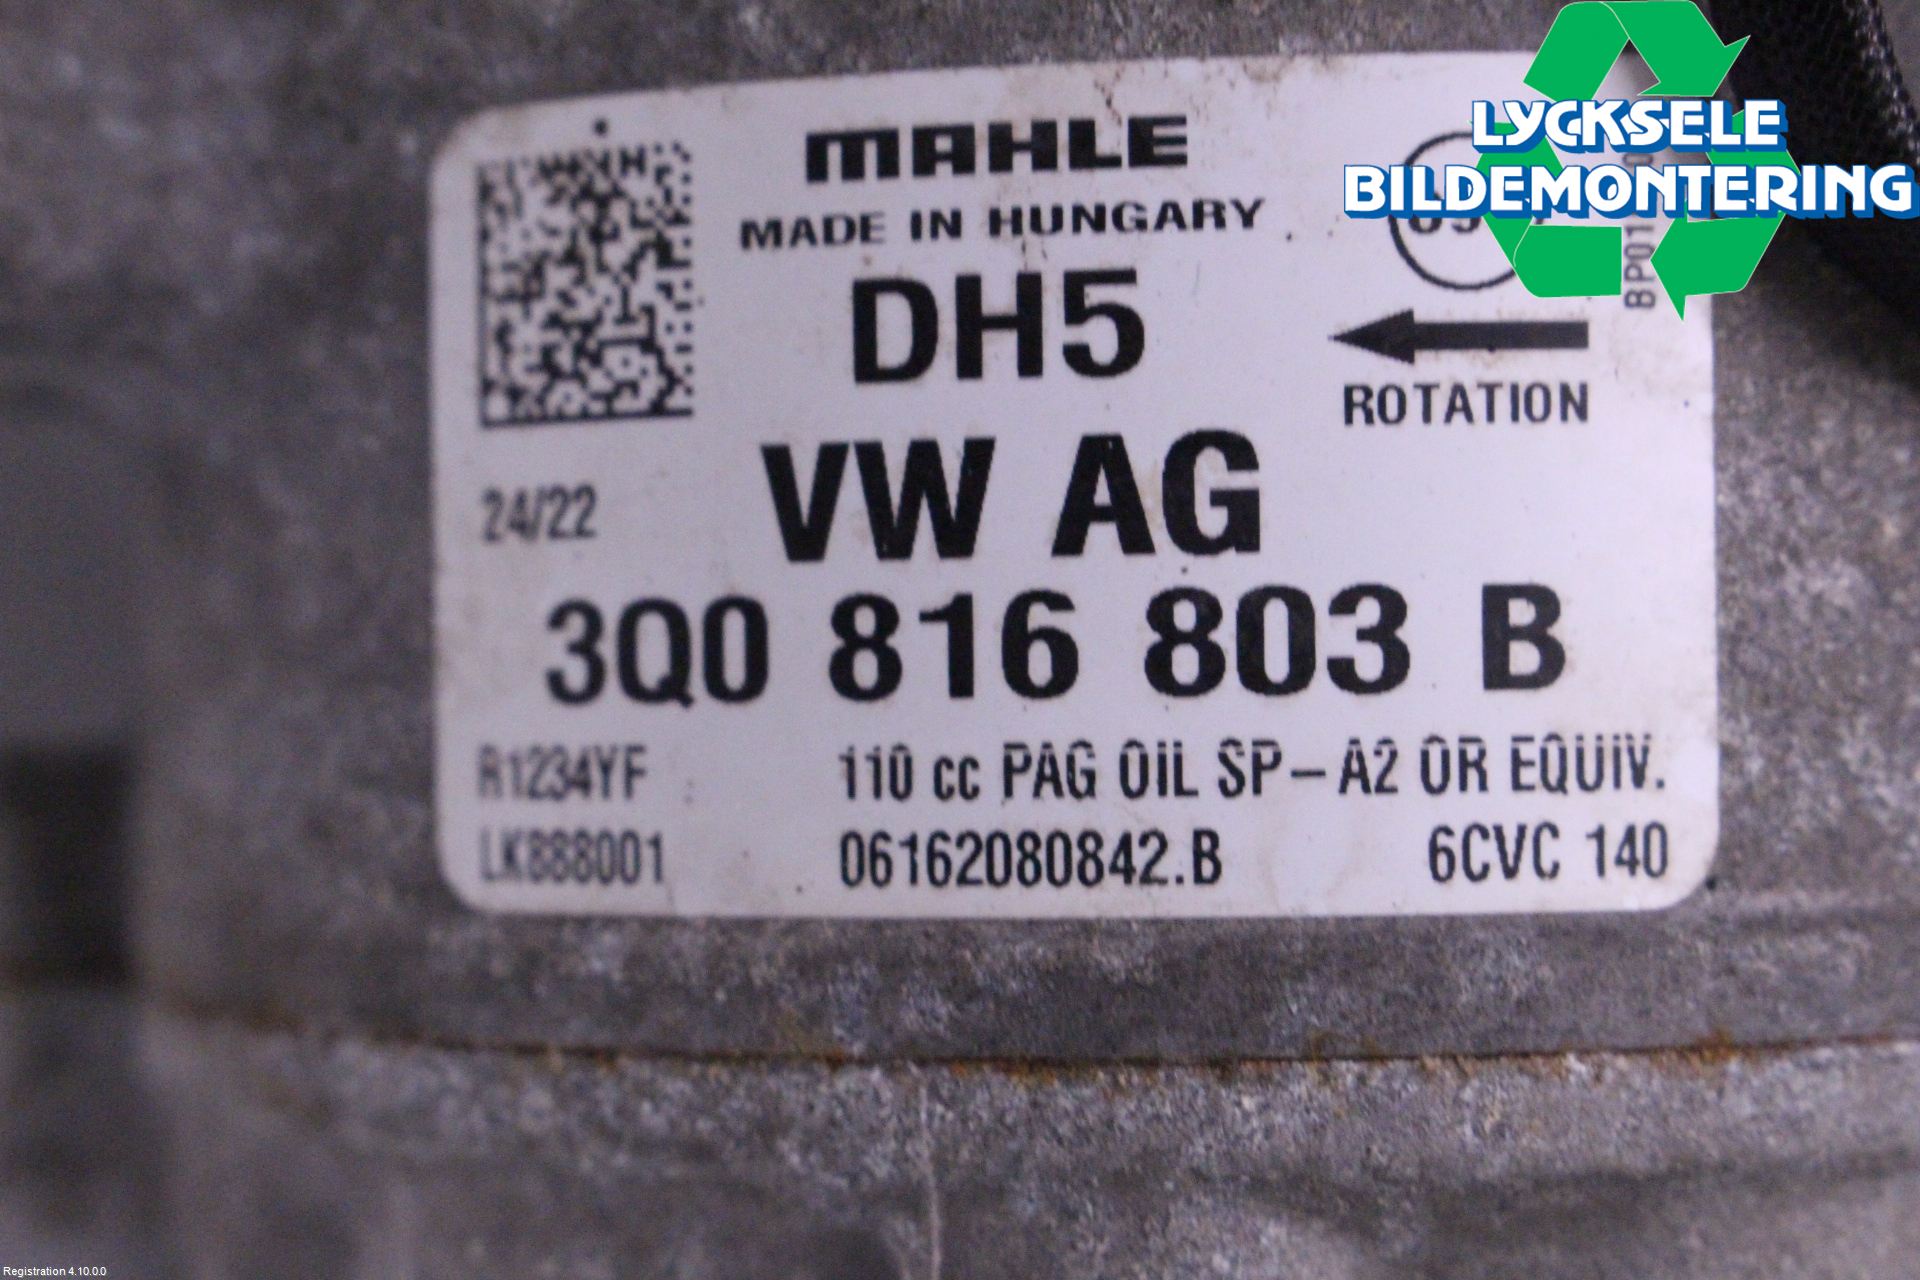 LYCKSELE
BILDEMONTERING
MAHLE
MADE IN HUNGARY
DH5
ROTATION
VW AG
24/22
3Q0 816 803 B
R1234YF 110 cc PAG OIL SP-A2 OR EQUIV.
LK888001 06162080842.B 6CVC 140
Registration 4.10.0.0